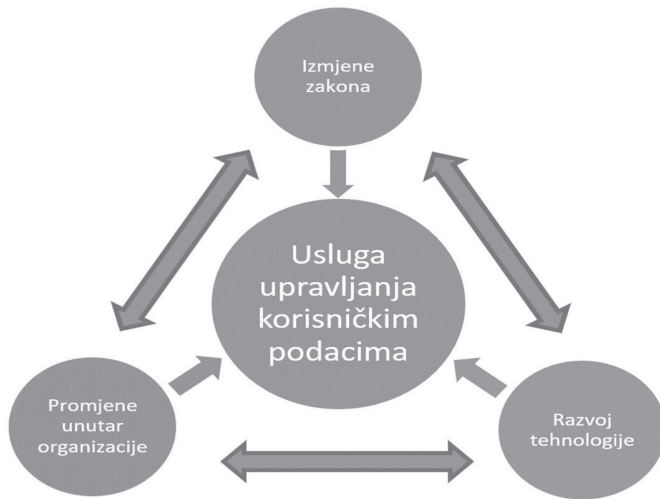 Izmjene
zakona
Usluga
upravljanja
korisničkim
podacima
Promjene
unutar
organizacije
Razvoj
tehnologije